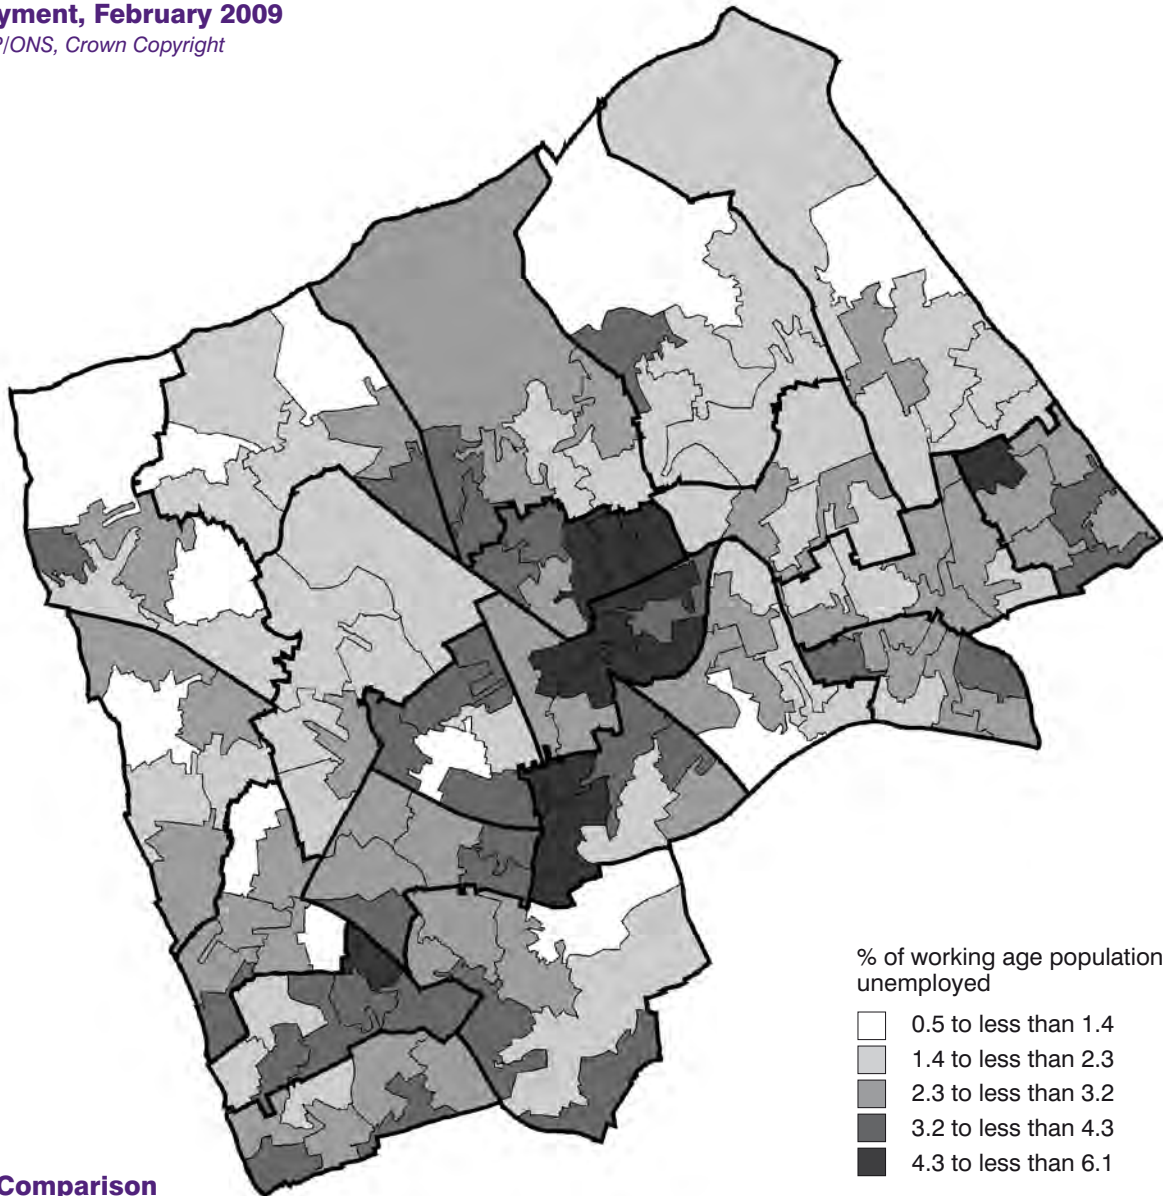 yment, February 2009
P/ONS, Crown Copyright
% of working age population
unemployed
0.5 to less than 1.4
1.4 to less than 2.3
2.3 to less than 3.2
3.2 to less than 4.3
4.3 to less than 6.1
Comparison